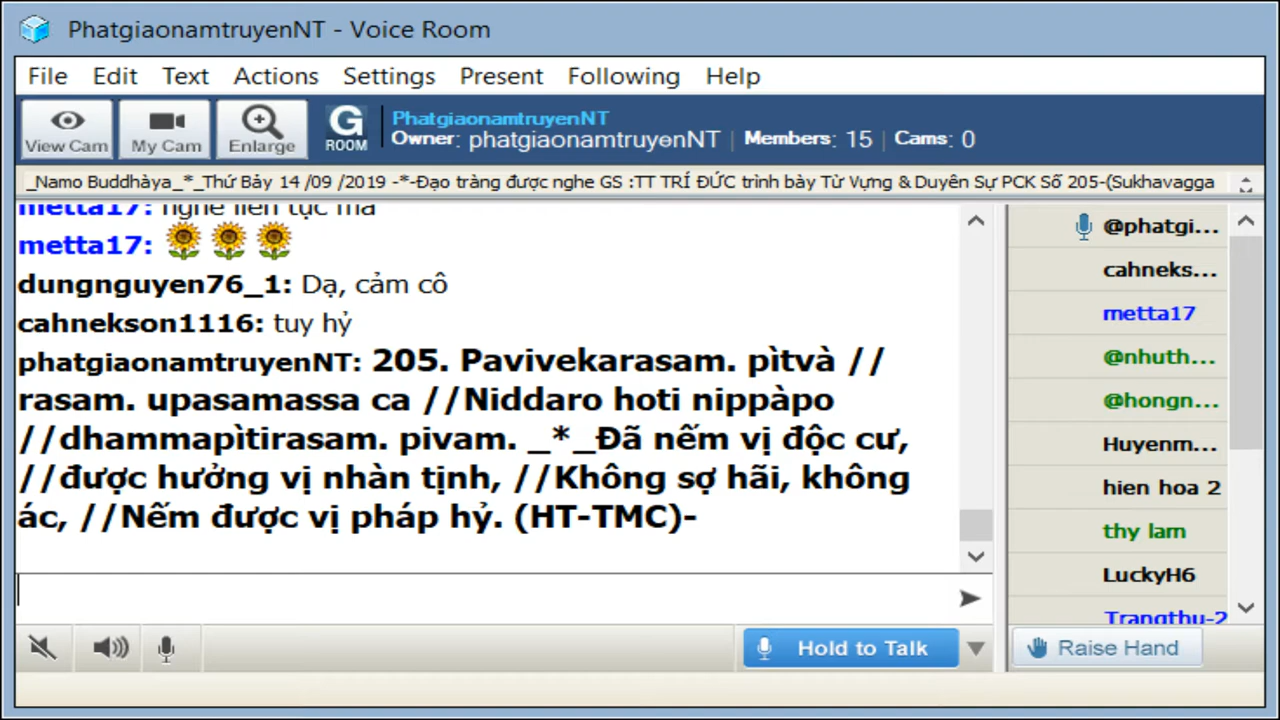 PhatgiaonamtruyenNT - Voice Room
File Edit Text Actions Settings Present Following Help
View Cam My Cam Enlarge G ROOM
PhatgiaonamtruyenNT
Owner: phatgiaonamtruyenNT | Members: 15 | Cams: 0
_Namo Buddhàya_*_Thứ Bảy 14 /09 /2019 -*-Đạo tràng được nghe GS :TT TRÍ ĐỨC trình bày Từ Vựng & Duyên Sự PCK Số 205-(Sukhavagga
metta17: nghe liên tục mà
metta17:
dungnguyen76_1: Dạ, cảm cô
cahnekson1116: tuy hỷ
phatgiaonamtruyenNT: 205. Pavivekarasam. pìtvà //
rasam. upasamassa ca //Niddaro hoti nippàpo
//dhammapìtirasam. pivam. _*_Đã nếm vị độc cư,
//được hưởng vị nhàn tịnh, //Không sợ hãi, không
ác, //Nếm được vị pháp hỷ. (HT-TMC)-
@phatgi...
cahneks...
metta17
@nhuth...
@hongn...
Huyenm...
hien hoa 2
thy lam
LuckyH6
Trangthu-2
Hold to Talk
Raise Hand